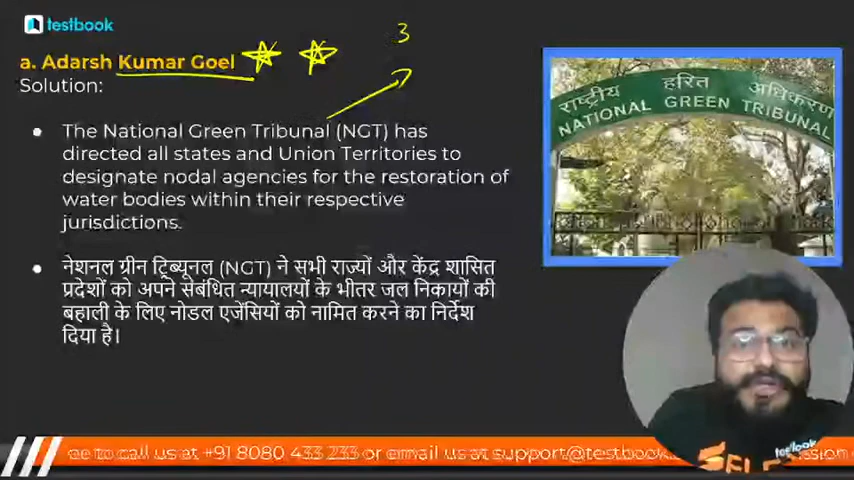 testbook
3
a. Adarsh Kumar Goel
Solution:
राष्ट्रीय हरित अधिकरण
NATIONAL GREEN TRIBUNAL
The National Green Tribunal (NGT) has
directed all states and Union Territories to
designate nodal agencies for the restoration of
water bodies within their respective
jurisdictions.
नेशनल ग्रीन ट्रिब्यूनल (NGT) ने सभी राज्यों और केंद्र शासित
प्रदेशों को अपने संबंधित न्यायालयों के भीतर जल निकायों की
बहाली के लिए नोडल एजेंसियों को नामित करने का निर्देश
दिया है।
testbook
ee to call us at +91 8080 433 233 or email us at support@testbook